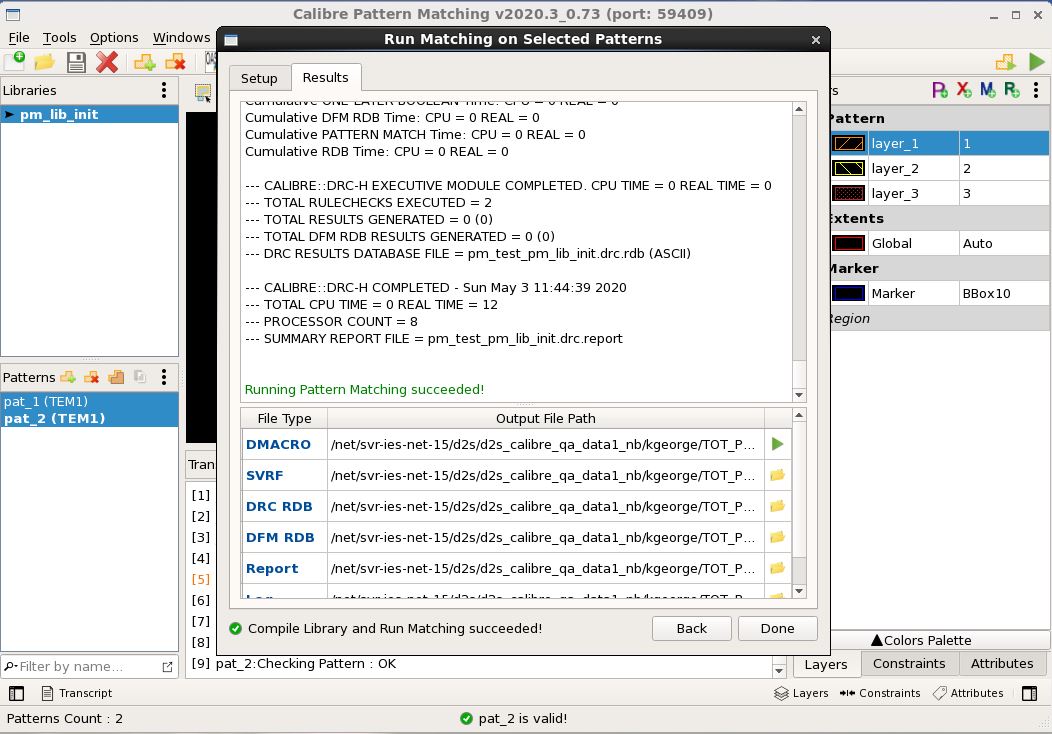 Calibre Pattern Matching v2020.3_0.73 (port: 59409)
File Tools Options Windows
Run Matching on Selected Patterns
Setup Results
Libraries
pm_lib_init
Cumulative ONE-LAYER BOOLEAN Time: CPU = 0 REAL = 0
Cumulative DFM RDB Time: CPU = 0 REAL = 0
Cumulative PATTERN MATCH Time: CPU = 0 REAL = 0
Cumulative RDB Time: CPU = 0 REAL = 0
--- CALIBRE::DRC-H EXECUTIVE MODULE COMPLETED. CPU TIME = 0 REAL TIME = 0
--- TOTAL RULECHECKS EXECUTED = 2
--- TOTAL RESULTS GENERATED = 0 (0)
--- TOTAL DFM RDB RESULTS GENERATED = 0 (0)
--- DRC RESULTS DATABASE FILE = pm_test_pm_lib_init.drc.rdb (ASCII)
--- CALIBRE::DRC-H COMPLETED - Sun May 3 11:44:39 2020
--- TOTAL CPU TIME = 0 REAL TIME = 12
--- PROCESSOR COUNT = 8
--- SUMMARY REPORT FILE = pm_test_pm_lib_init.drc.report
Running Pattern Matching succeeded!
File Type Output File Path
DMACRO /net/svr-ies-net-15/d2s/d2s_calibre_qa_data1_nb/kgeorge/TOT_P...
SVRF /net/svr-ies-net-15/d2s/d2s_calibre_qa_data1_nb/kgeorge/TOT_P...
DRC RDB /net/svr-ies-net-15/d2s/d2s_calibre_qa_data1_nb/kgeorge/TOT_P...
DFM RDB /net/svr-ies-net-15/d2s/d2s_calibre_qa_data1_nb/kgeorge/TOT_P...
Report /net/svr-ies-net-15/d2s/d2s_calibre_qa_data1_nb/kgeorge/TOT_P...
Compile Library and Run Matching succeeded!
Back Done
Patterns
pat_1 (TEM1)
pat_2 (TEM1)
Filter by name...
Tran
[1]
[2]
[3]
[4]
[5]
[6]
[7]
[8]
[9] pat_2:Checking Pattern : OK
rs
P X M R
Pattern
layer_1 1
layer_2 2
layer_3 3
Extents
Global Auto
Marker
Marker BBox10
Region
Colors Palette
Layers Constraints Attributes
Transcript
Layers Constraints Attributes
Patterns Count : 2
pat_2 is valid!